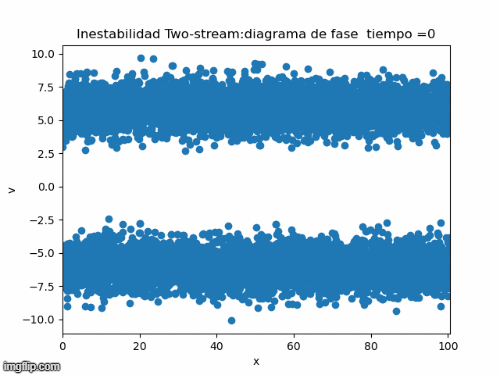 Inestabilidad Two-stream:diagrama de fase  tiempo =0
10.0
7.5
5.0
2.5
0.0
−2.5
−5.0
−7.5
−10.0
v
0 20 40 60 80 100
x
imgflip.com